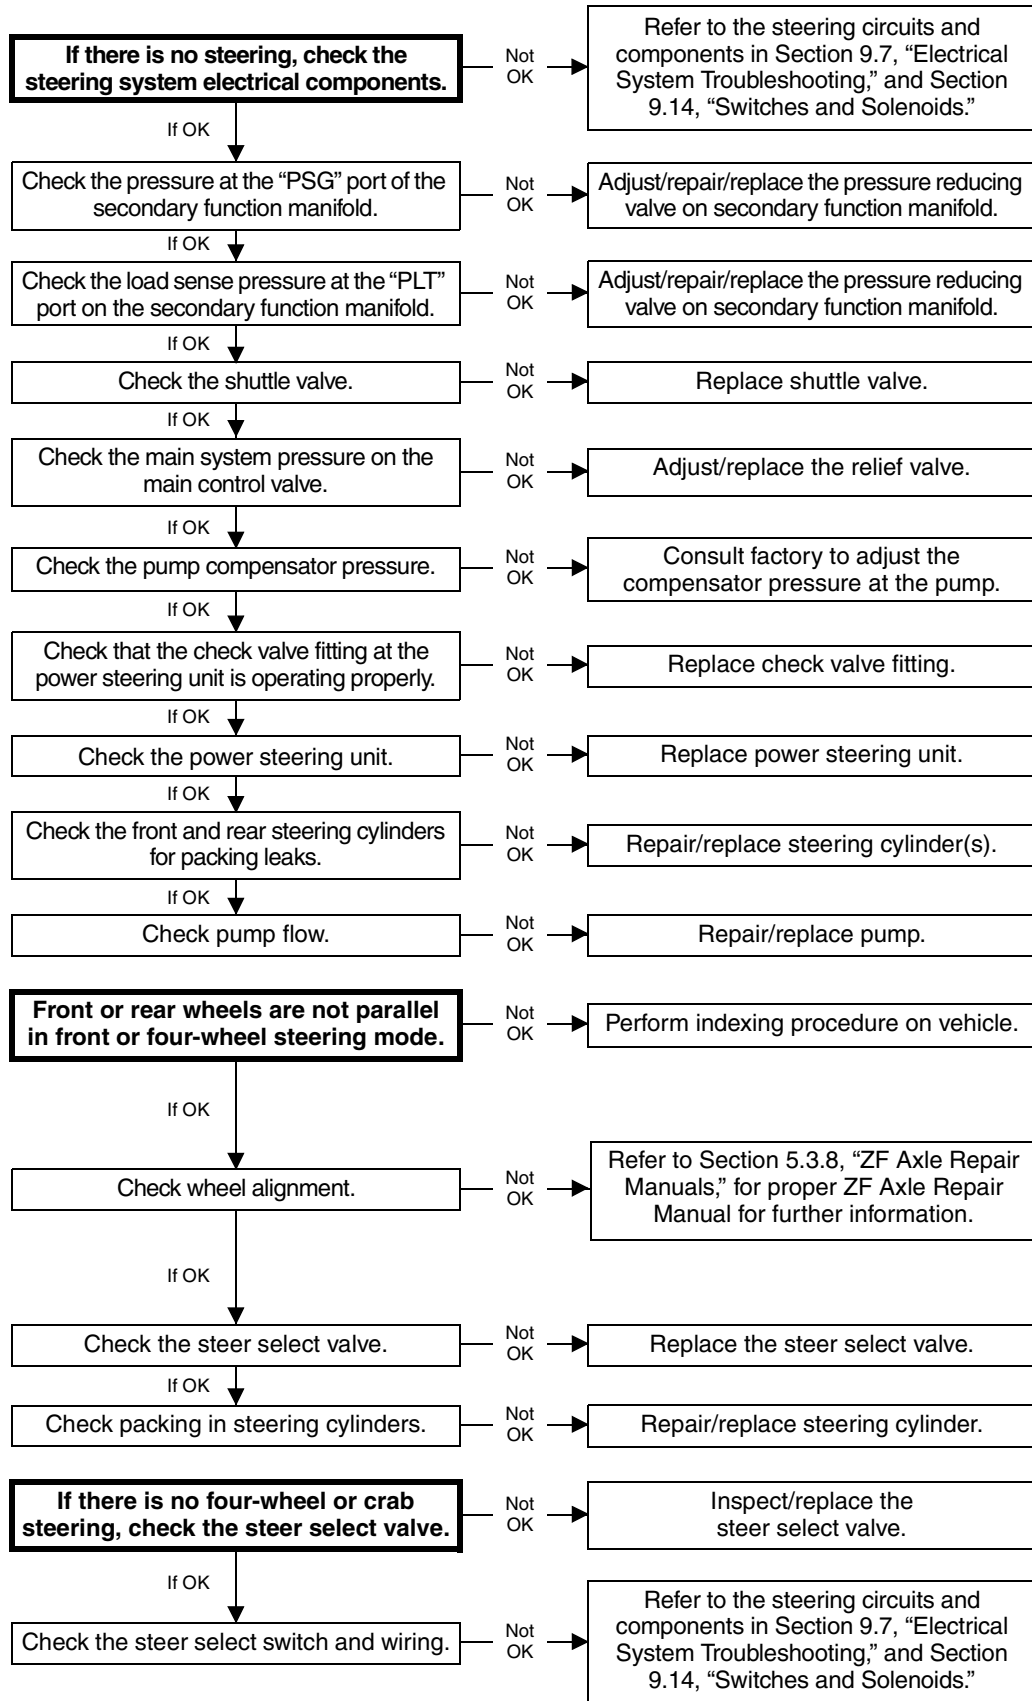 If there is no steering, check the
steering system electrical components.
Not
OK
Refer to the steering circuits and
components in Section 9.7, “Electrical
System Troubleshooting,” and Section
9.14, “Switches and Solenoids.”
If OK
Check the pressure at the “PSG” port of the
secondary function manifold.
Not
OK
Adjust/repair/replace the pressure reducing
valve on secondary function manifold.
If OK
Check the load sense pressure at the “PLT”
port on the secondary function manifold.
Not
OK
Adjust/repair/replace the pressure reducing
valve on secondary function manifold.
If OK
Check the shuttle valve.
Not
OK
Replace shuttle valve.
If OK
Check the main system pressure on the
main control valve.
Not
OK
Adjust/replace the relief valve.
If OK
Check the pump compensator pressure.
Not
OK
Consult factory to adjust the
compensator pressure at the pump.
If OK
Check that the check valve fitting at the
power steering unit is operating properly.
Not
OK
Replace check valve fitting.
If OK
Check the power steering unit.
Not
OK
Replace power steering unit.
If OK
Check the front and rear steering cylinders
for packing leaks.
Not
OK
Repair/replace steering cylinder(s).
If OK
Check pump flow.
Not
OK
Repair/replace pump.
Front or rear wheels are not parallel
in front or four-wheel steering mode.
Not
OK
Perform indexing procedure on vehicle.
If OK
Check wheel alignment.
Not
OK
Refer to Section 5.3.8, “ZF Axle Repair
Manuals,” for proper ZF Axle Repair
Manual for further information.
If OK
Check the steer select valve.
Not
OK
Replace the steer select valve.
If OK
Check packing in steering cylinders.
Not
OK
Repair/replace steering cylinder.
If there is no four-wheel or crab
steering, check the steer select valve.
Not
OK
Inspect/replace the
steer select valve.
If OK
Check the steer select switch and wiring.
Not
OK
Refer to the steering circuits and
components in Section 9.7, “Electrical
System Troubleshooting,” and Section
9.14, “Switches and Solenoids.”